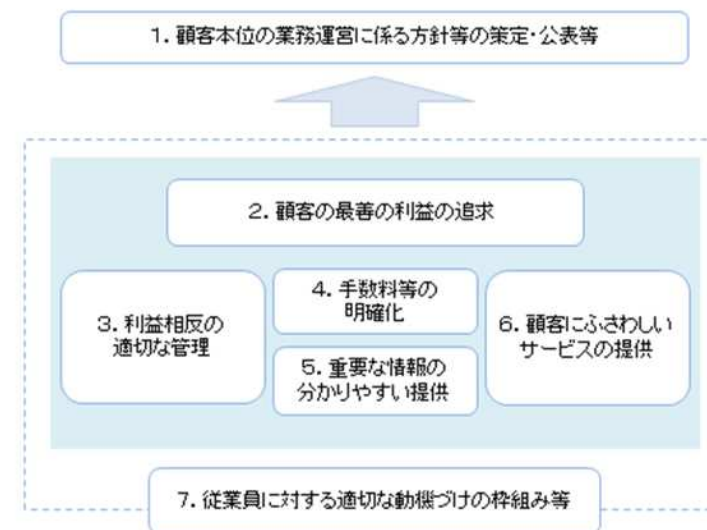 1. 顧客本位の業務運営に係る方針等の策定・公表等
2. 顧客の最善の利益の追求
3. 利益相反の
適切な管理
4. 手数料等の
明確化
5. 重要な情報の
分かりやすい提供
6. 顧客にふさわしい
サービスの提供
7. 従業員に対する適切な動機づけの枠組み等